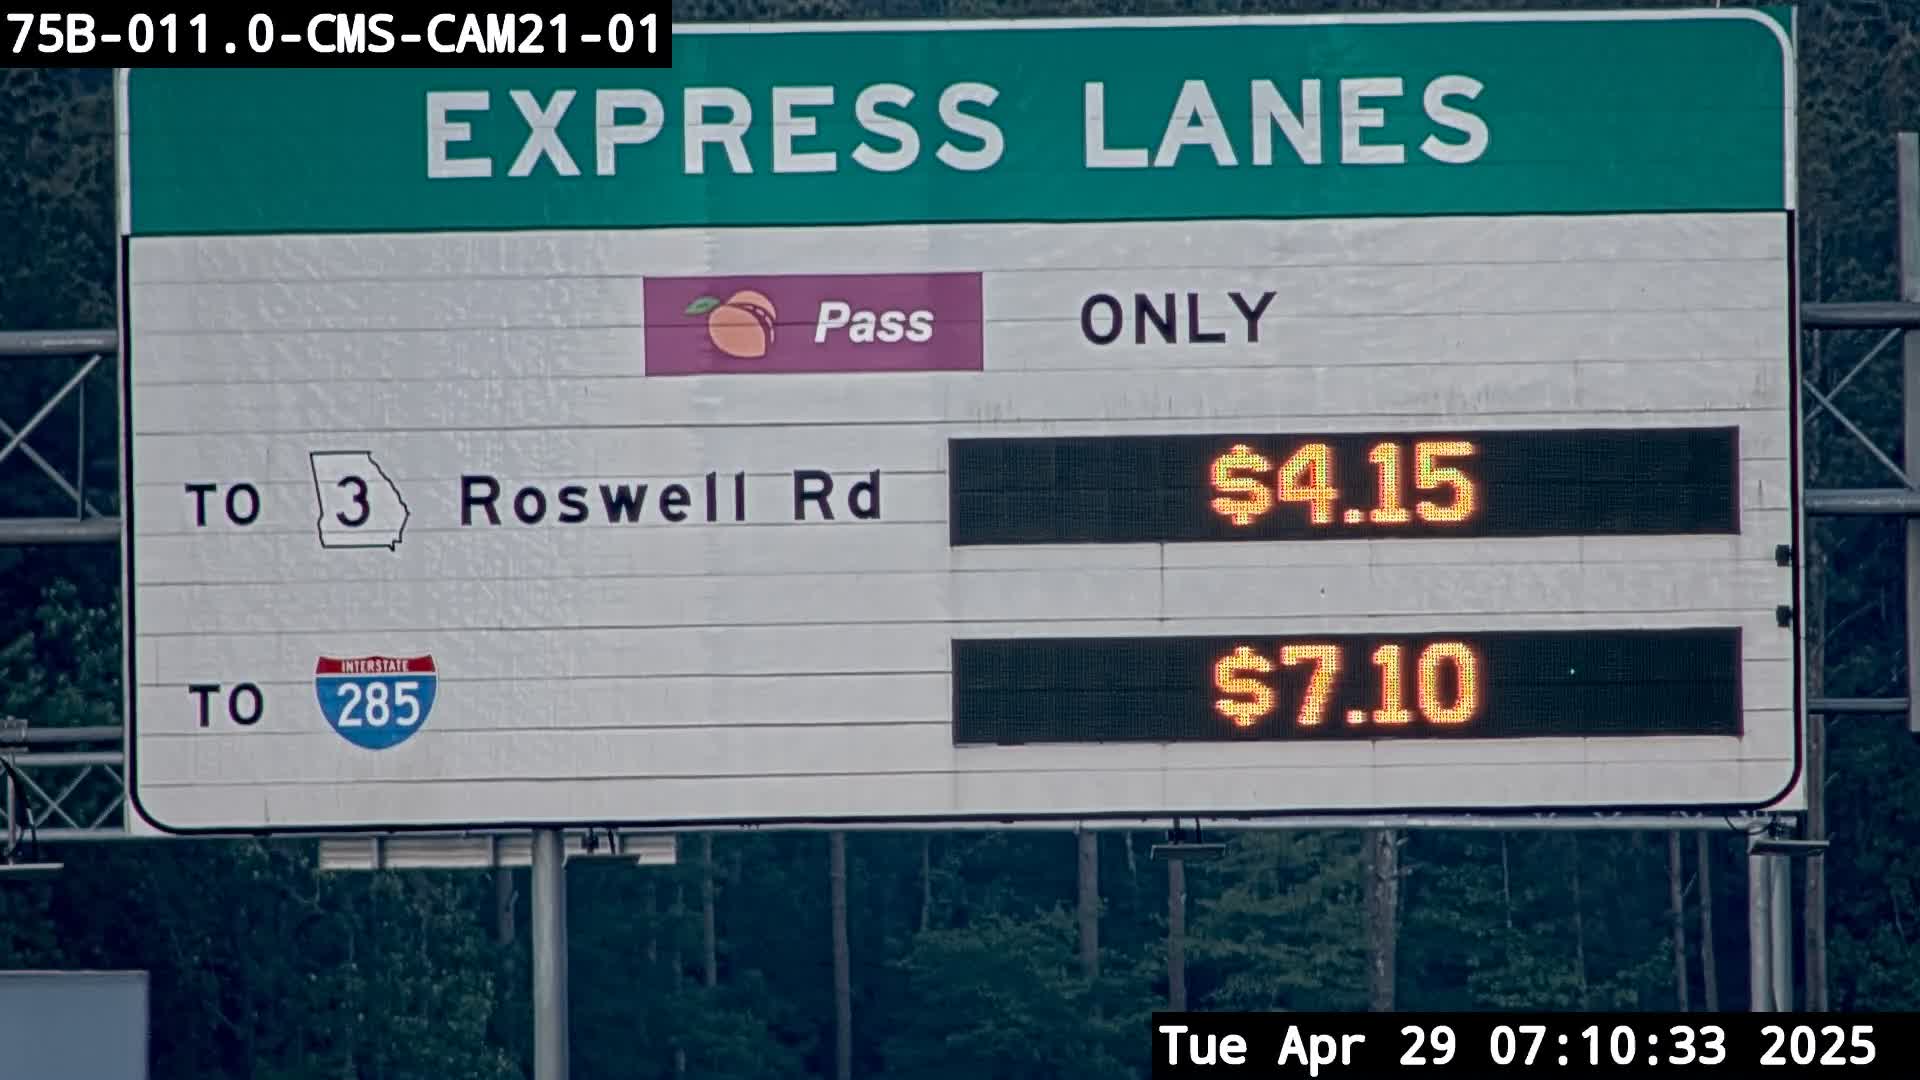 75B-011.0-CMS-CAM21-01
EXPRESS LANES
Pass ONLY
TO 3 Roswell Rd $4.15
TO INTERSTATE 285 $7.10
Tue Apr 29 07:10:33 2025